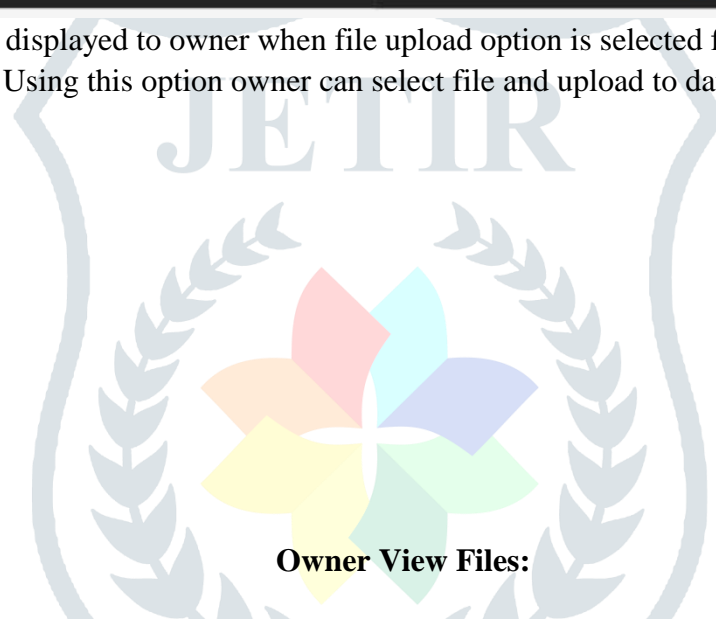 displayed to owner when file upload option is selected
Using this option owner can select file and upload to
JETIR
Owner View Files: